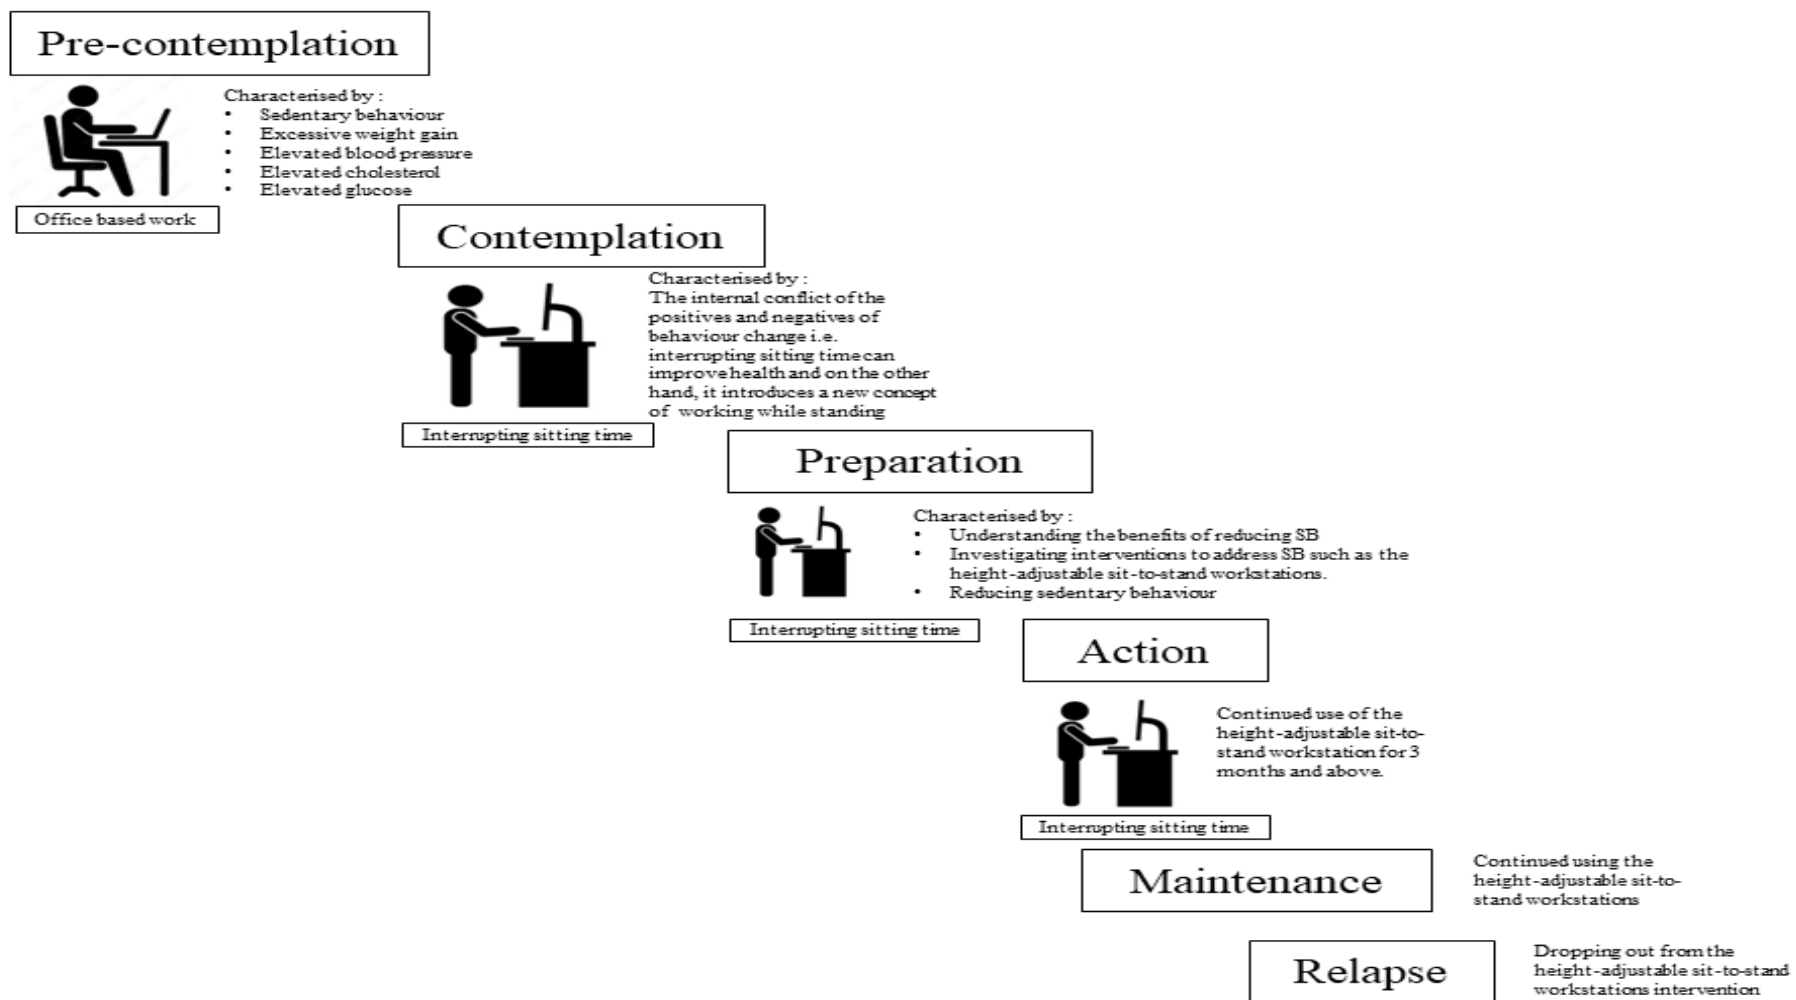 Pre-contemplation
Characterised by :
• Sedentary behaviour
• Excessive weight gain
• Elevated blood pressure
• Elevated cholesterol
• Elevated glucose
Office based work
Contemplation
Characterised by :
The internal conflict of the
positives and negatives of
behaviour change i.e.
interrupting sitting time can
improve health and on the other
hand, it introduces a new concept
of working while standing
Interrupting sitting time
Preparation
Characterised by :
• Understanding the benefits of reducing SB
• Investigating interventions to address SB such as the
height-adjustable sit-to-stand workstations.
• Reducing sedentary behaviour
Interrupting sitting time
Action
Continued use of the
height-adjustable sit-to-
stand workstation for 3
months and above.
Interrupting sitting time
Maintenance
Continued using the
height-adjustable sit-to-
stand workstations
Relapse
Dropping out from the
height-adjustable sit-to-stand
workstations intervention